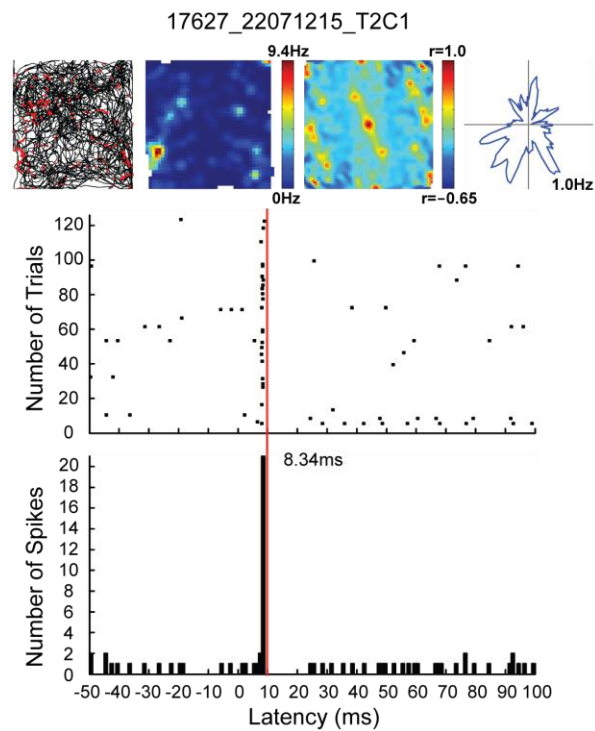 17627_22071215_T2C1
9.4Hz
r=1.0
0Hz
r=−0.65
1.0Hz
Number of Trials
120
100
80
60
40
20
0
8.34ms
Number of Spikes
20
18
16
14
12
10
8
6
4
2
0
-50 -40 -30 -20 -10 0 10 20 30 40 50 60 70 80 90 100
Latency (ms)